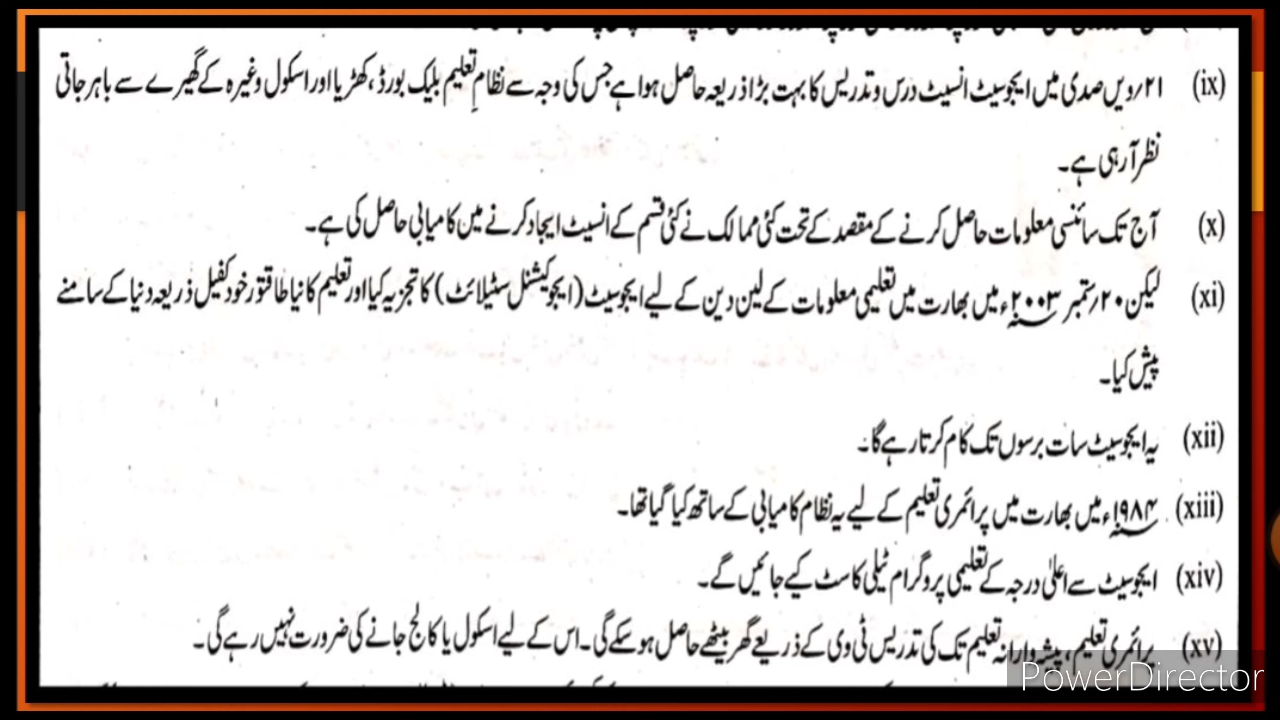 (ix) ۲۱/ویں صدی میں ایجوسیٹ انسیٹ درس و تدریس کا بہت بڑا ذریعہ حاصل ہوا ہے جس کی وجہ سے نظامِ تعلیم بلیک بورڈ، کھڑیا اور اسکول وغیرہ کے گھیرے سے باہر جاتی
نظر آرہی ہے۔
(x) آج تک سائنسی معلومات حاصل کرنے کے مقصد کے تحت کئی ممالک نے کئی قسم کے انسیٹ ایجاد کرنے مین کامیابی حاصل کی ہے۔
(xi) لیکن ۲۰/ستمبر ۲۰۰۳ء میں بھارت میں تعلیمی معلومات کے لین دین کے لیے ایجوسیٹ (ایجوکیشنل سٹیلائٹ) کا تجزیہ کیا اور تعلیم کا نیا طاقتور خود کفیل ذریعہ دنیا کے سامنے
پیش کیا۔
(xii) یہ ایجوسیٹ سات برسوں تک کام کرتا رہے گا۔
(xiii) ۱۹۸۴ء میں بھارت میں پرائمری تعلیم کے لیے یہ نظام کامیابی کے ساتھ کیا گیا تھا۔
(xiv) ایجوسیٹ سے اعلیٰ درجہ کے تعلیمی پروگرام ٹیلی کاسٹ کیے جائیں گے۔
(xv) پرائمری تعلیم، پیشہ وارانہ تعلیم تک کی تدریس ٹی وی کے ذریعے گھر بیٹھے حاصل ہو سکے گی۔ اس کے لیے اسکول یا کالج جانے کی ضرورت نہیں رہے گی۔
PowerDirector